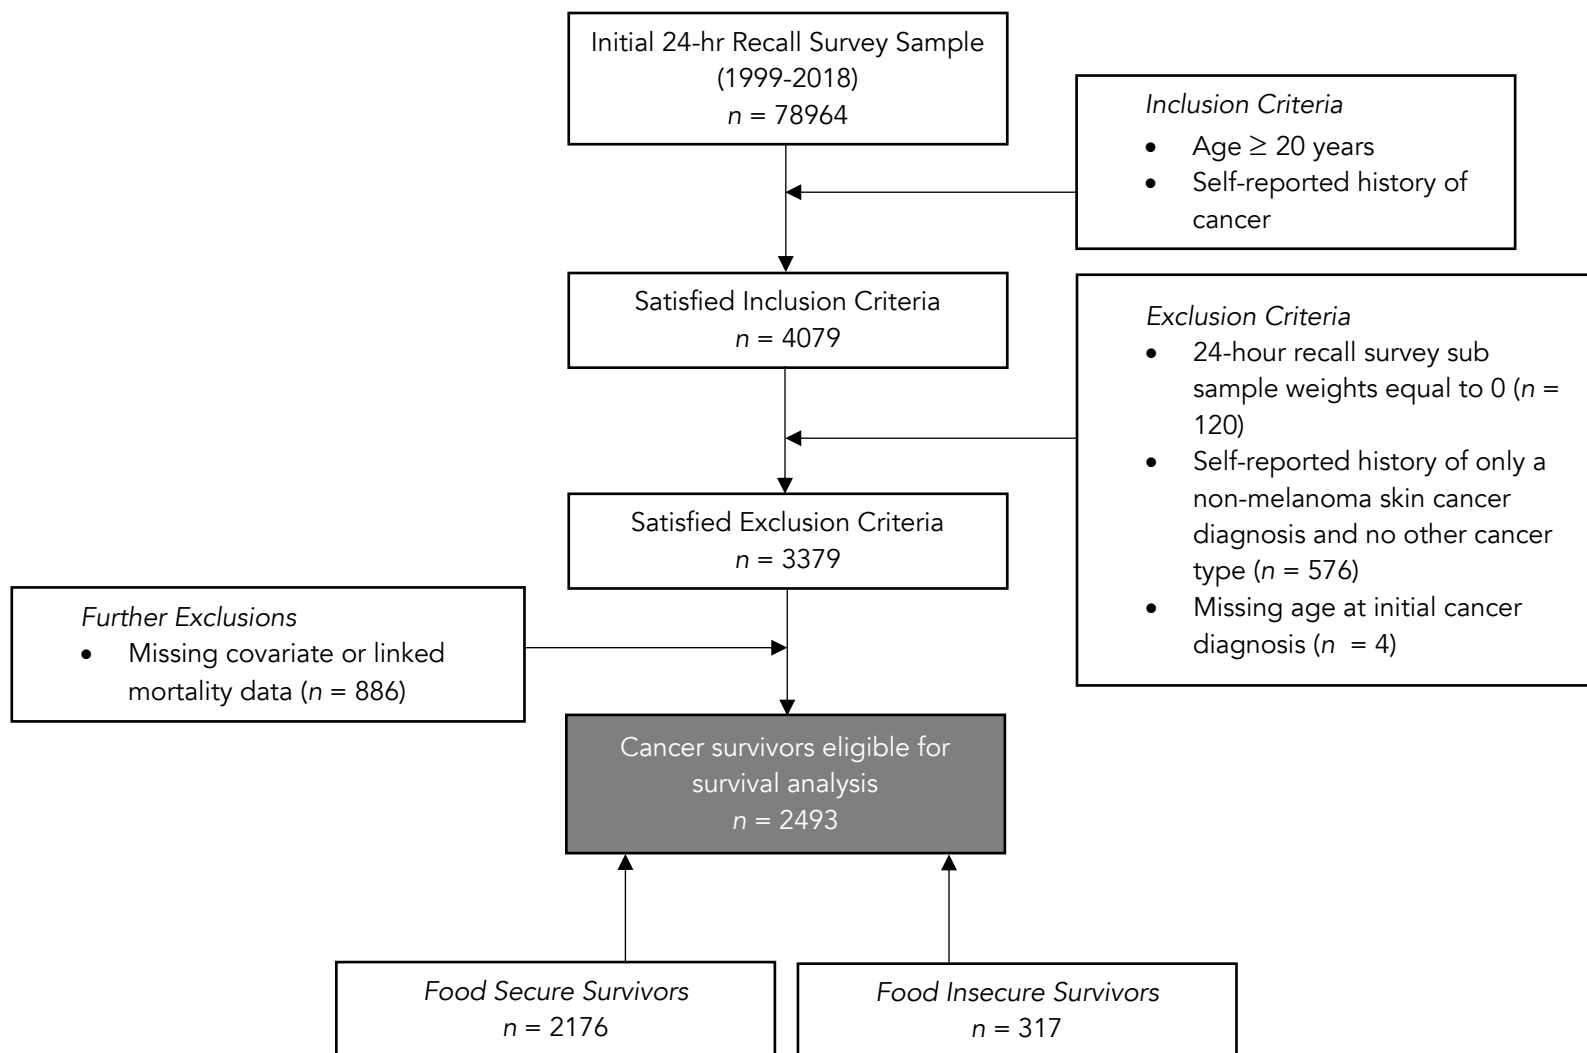 Initial 24-hr Recall Survey Sample
(1999-2018)
n = 78964
Inclusion Criteria
• Age ≥ 20 years
• Self-reported history of
cancer
Satisfied Inclusion Criteria
n = 4079
Exclusion Criteria
• 24-hour recall survey sub
sample weights equal to 0 (n =
120)
• Self-reported history of only a
non-melanoma skin cancer
diagnosis and no other cancer
type (n = 576)
• Missing age at initial cancer
diagnosis (n = 4)
Satisfied Exclusion Criteria
n = 3379
Further Exclusions
• Missing covariate or linked
mortality data (n = 886)
Cancer survivors eligible for
survival analysis
n = 2493
Food Secure Survivors
n = 2176
Food Insecure Survivors
n = 317